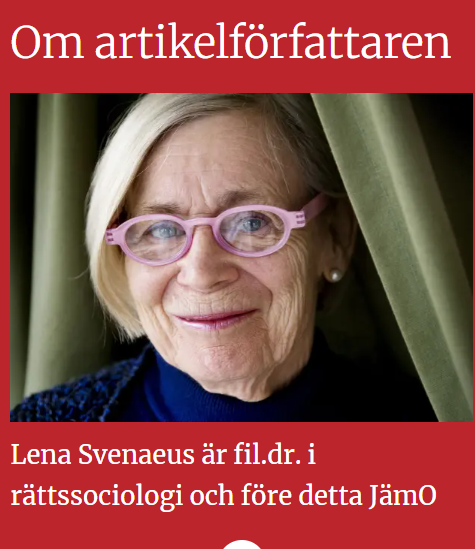 Om artikelförfattaren
Lena Svenaeus är fil.dr. i
rättssociologi och före detta JämO